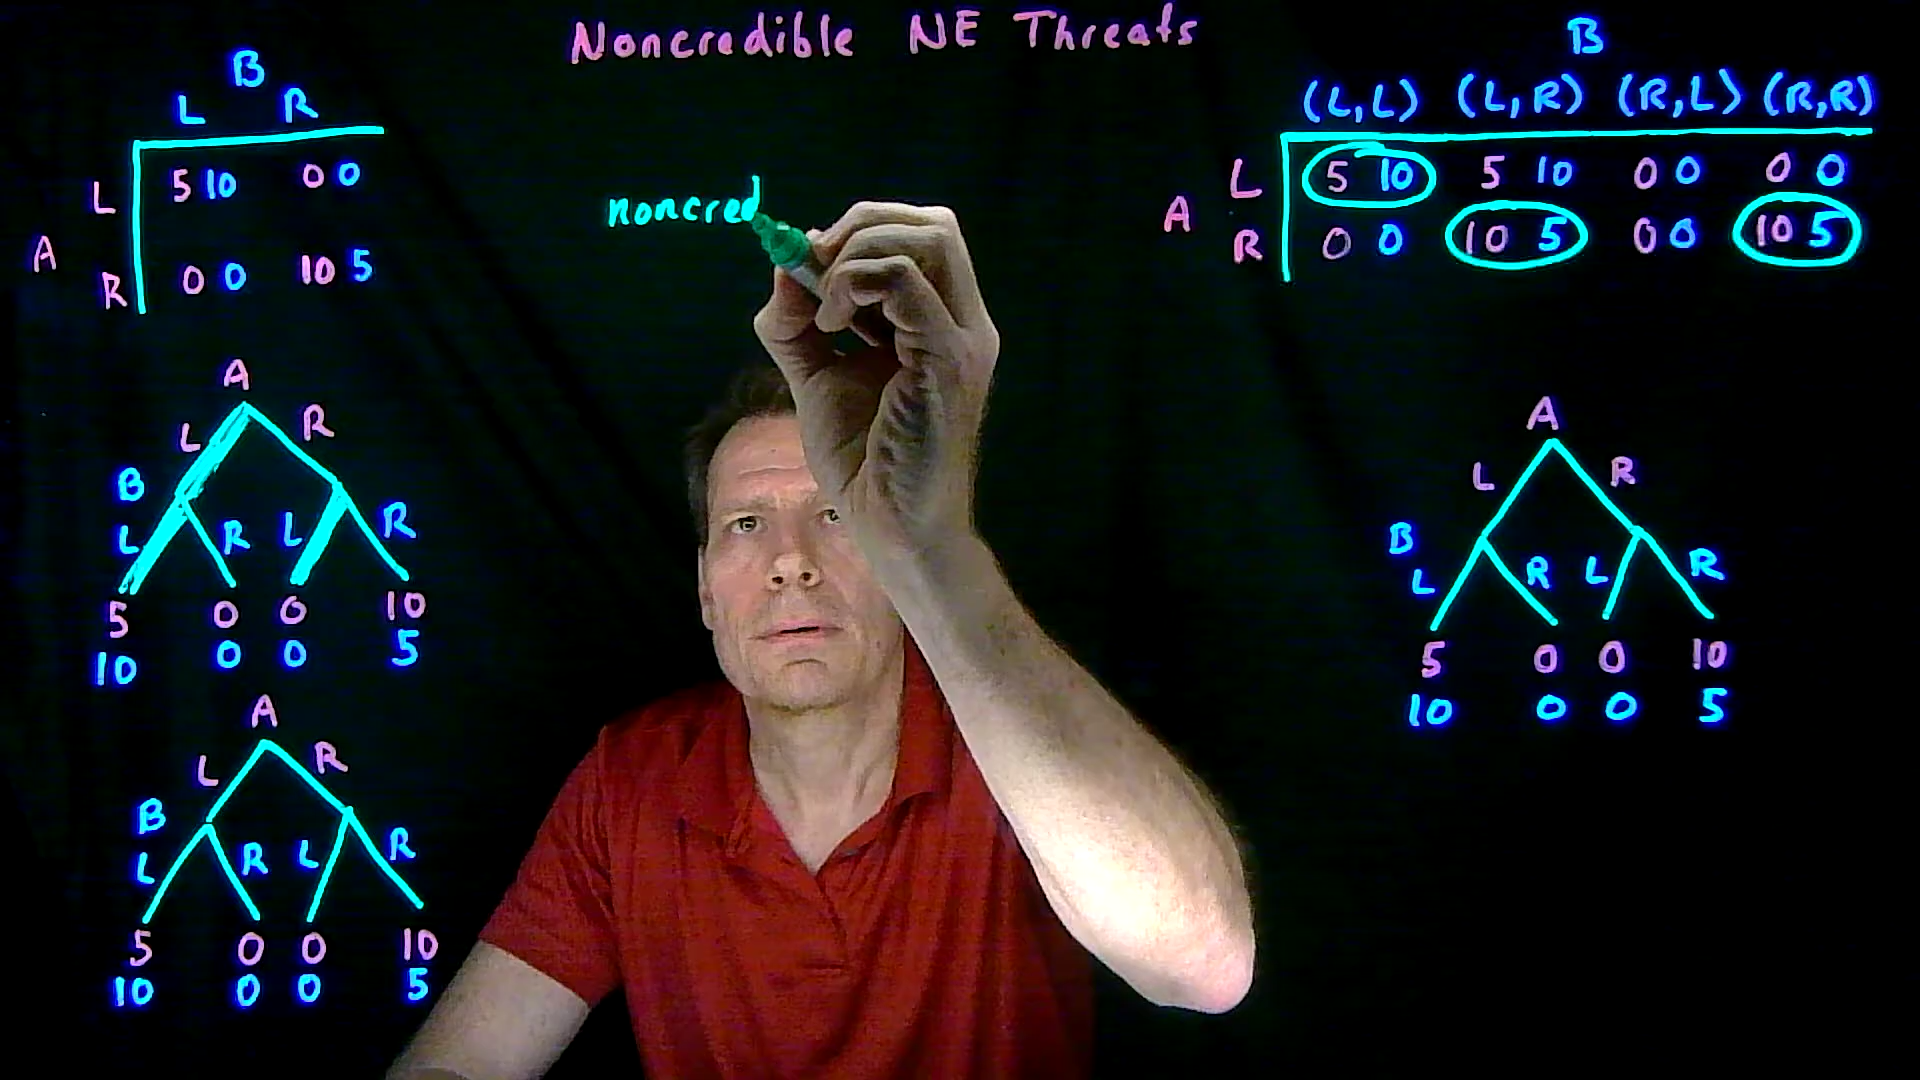 Noncredible NE Threats
B
L R
A
L 5 10 0 0
R 0 0 10 5
noncred
B
(L,L) (L,R) (R,L) (R,R)
A
L 5 10 5 10 0 0 0 0
R 0 0 10 5 0 0 10 5
A
L R
B
L R L R
5 0 0 10
10 0 0 5
A
L R
B
L R L R
5 0 0 10
10 0 0 5
A
L R
B
L R L R
5 0 0 10
10 0 0 5